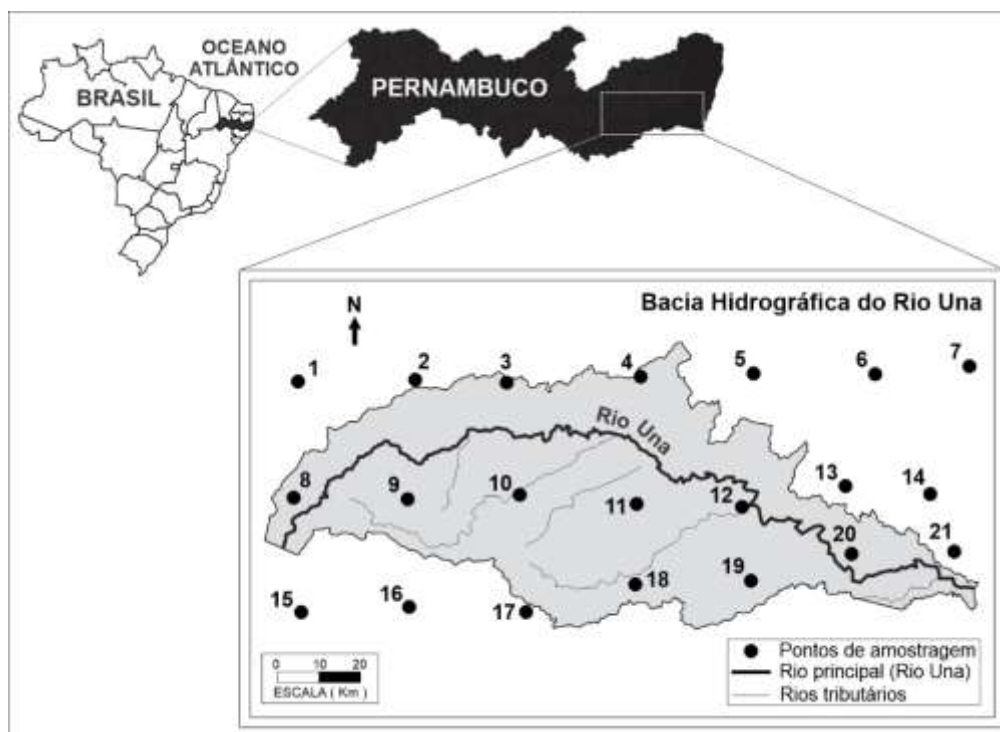 OCEANO
ATLÂNTICO
BRASIL
PERNAMBUCO
Bacia Hidrográfica do Rio Una
N
1
2
3
4
5
6
7
Rio Una
8
9
10
11
12
13
14
15
16
17
18
19
20
21
0 10 20
ESCALA ( Km )
Pontos de amostragem
Rio principal (Rio Una)
Rios tributários